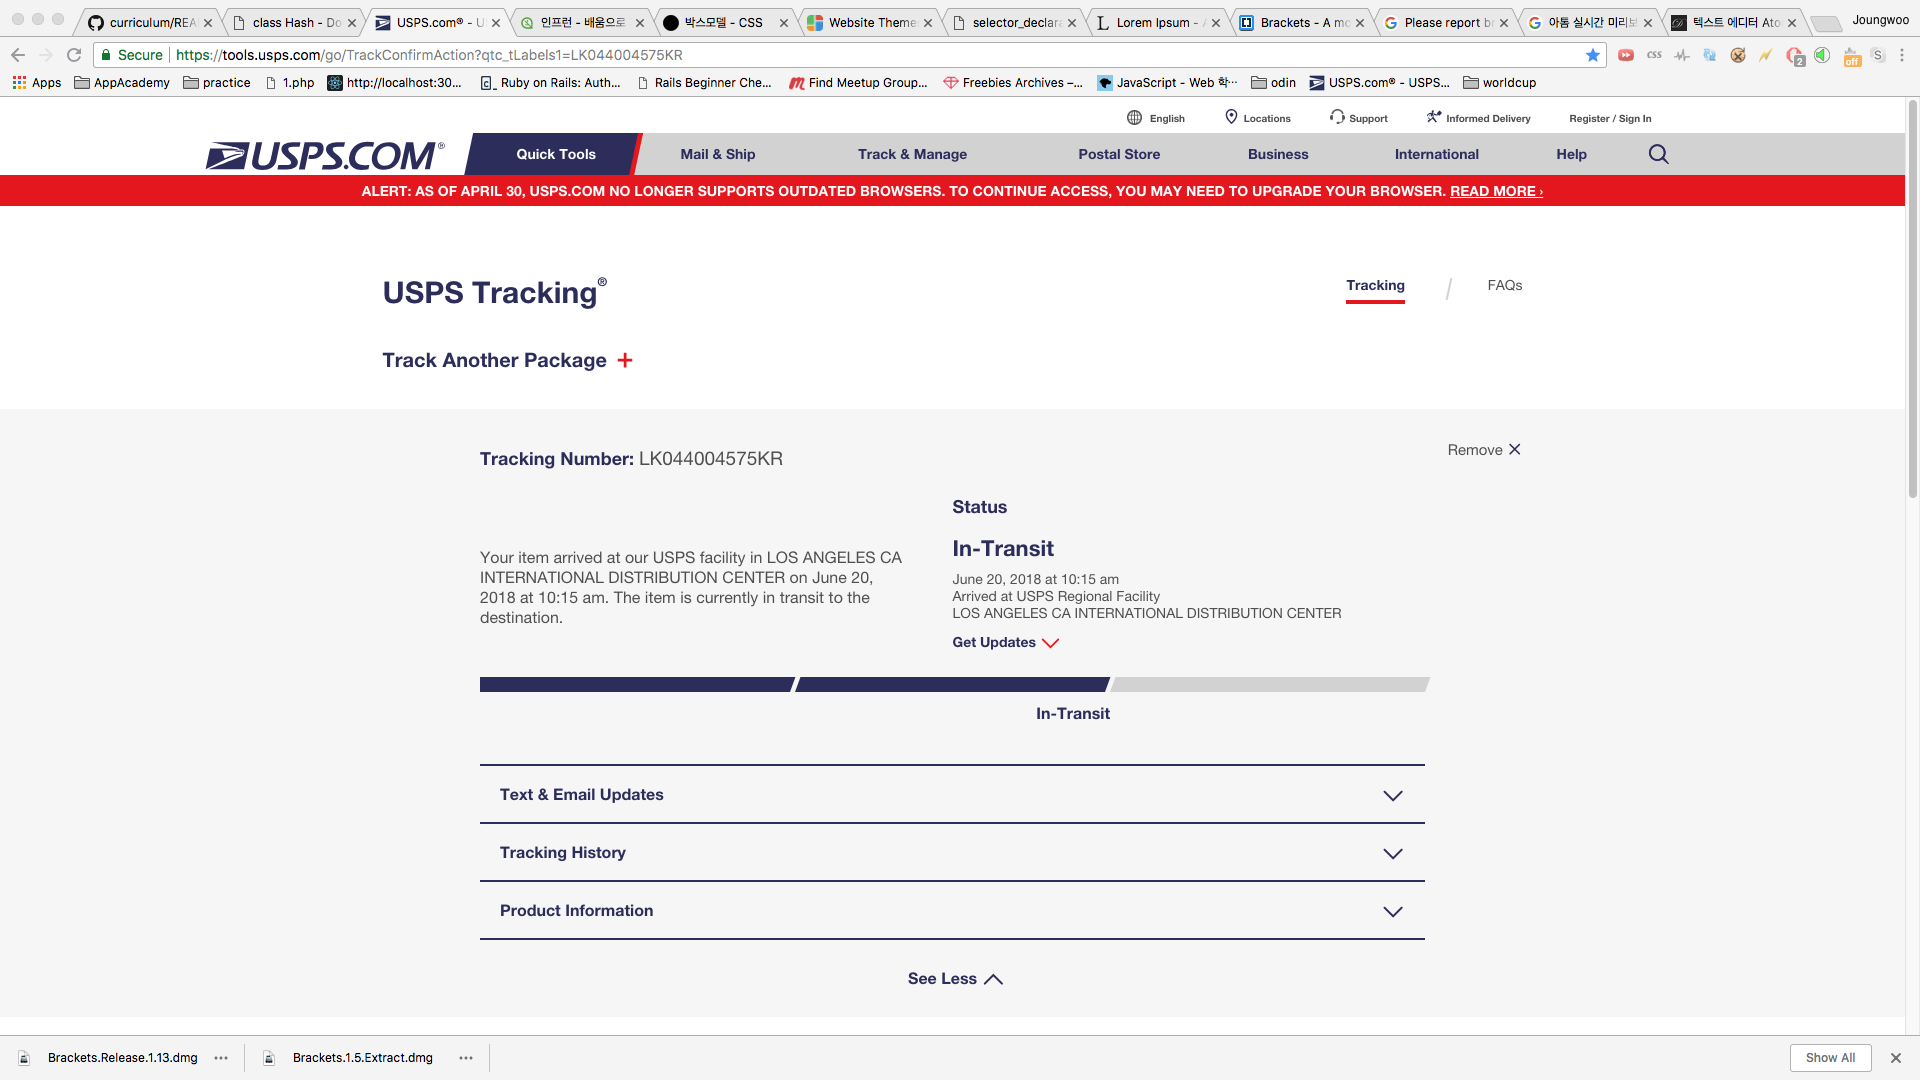 curriculum/REA
class Hash - Do
USPS.com® - U
인프런 - 배움으로
박스모델 - CSS
Website Theme
selector_declara
Lorem Ipsum - A
Brackets - A mo
Please report b
아톰 실시간 미리보
텍스트 에디터 Ato
Joungwoo
Secure https://tools.usps.com/go/TrackConfirmAction?qtc_tLabels1=LK044004575KR
css
2
off
S
Apps
AppAcademy
practice
1.php
http://localhost:30...
Ruby on Rails: Auth...
Rails Beginner Che...
Find Meetup Group...
Freebies Archives –...
JavaScript - Web 학...
odin
USPS.com® - USPS...
worldcup
English
Locations
Support
Informed Delivery
Register / Sign In
USPS.COM®
Quick Tools
Mail & Ship
Track & Manage
Postal Store
Business
International
Help
ALERT: AS OF APRIL 30, USPS.COM NO LONGER SUPPORTS OUTDATED BROWSERS. TO CONTINUE ACCESS, YOU MAY NEED TO UPGRADE YOUR BROWSER. READ MORE ›
USPS Tracking®
Tracking / FAQs
Track Another Package +
Tracking Number: LK044004575KR
Remove
Status
In-Transit
Your item arrived at our USPS facility in LOS ANGELES CA
INTERNATIONAL DISTRIBUTION CENTER on June 20,
2018 at 10:15 am. The item is currently in transit to the
destination.
June 20, 2018 at 10:15 am
Arrived at USPS Regional Facility
LOS ANGELES CA INTERNATIONAL DISTRIBUTION CENTER
Get Updates
In-Transit
Text & Email Updates
Tracking History
Product Information
See Less
Brackets.Release.1.13.dmg
Brackets.1.5.Extract.dmg
Show All